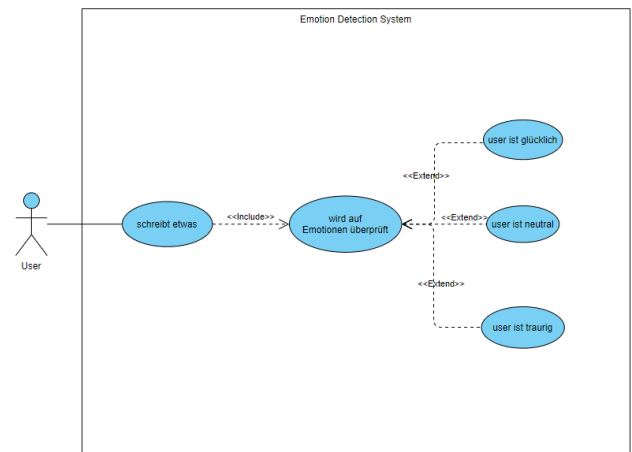 Emotion Detection System
user ist glücklich
<<Extend>>
schreibt etwas
<<Include>>
wird auf
Emotionen überprüft
<<Extend>>
user ist neutral
User
<<Extend>>
user ist traurig